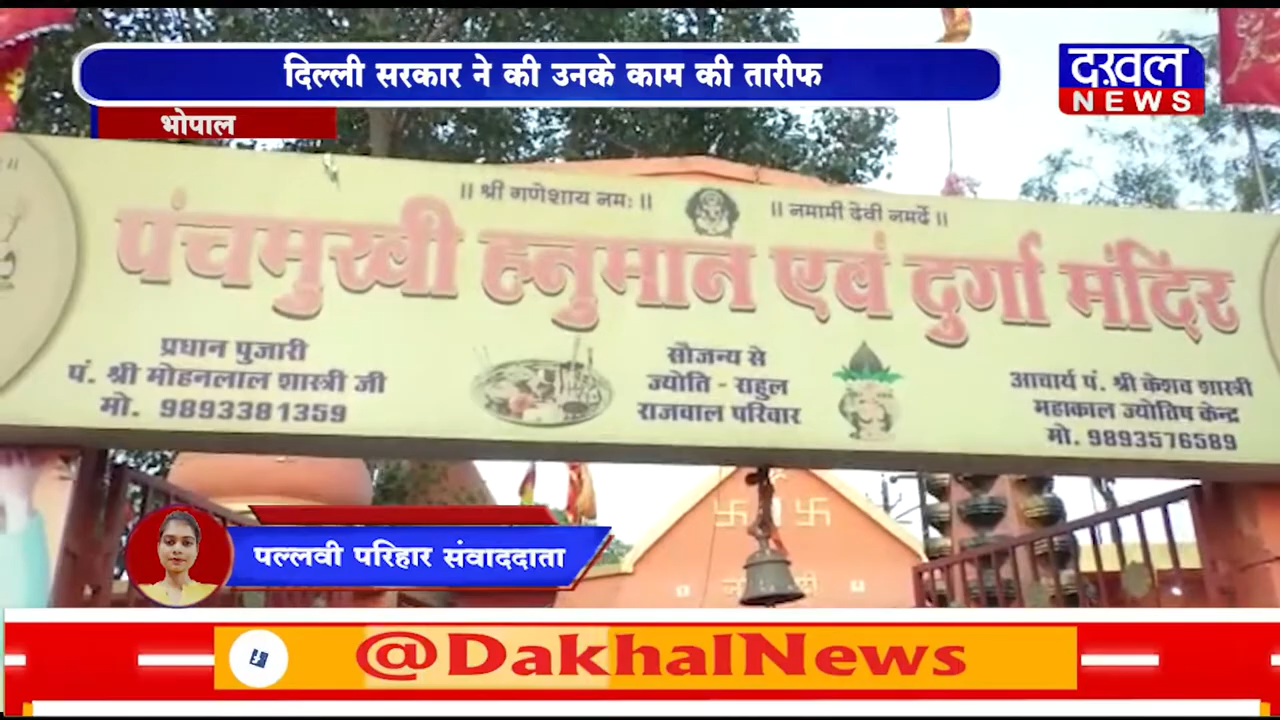 दिल्ली सरकार ने की उनके काम की तारीफ
दख़ल
NEWS
भोपाल
॥ श्री गणेशाय नमः ॥
॥ नमामी देवी नमर्दे ॥
पंचमुखी हनुमान एवं दुर्गा मंदिर
प्रधान पुजारी
पं. श्री मोहनलाल शास्त्री जी
मो. 9893381359
सौजन्य से
ज्योति - राहुल
राजवाल परिवार
आचार्य पं. श्री केशव शास्त्री
महाकाल ज्योतिष केन्द्र
मो. 9893576589
पल्लवी परिहार संवाददाता
@DakhalNews